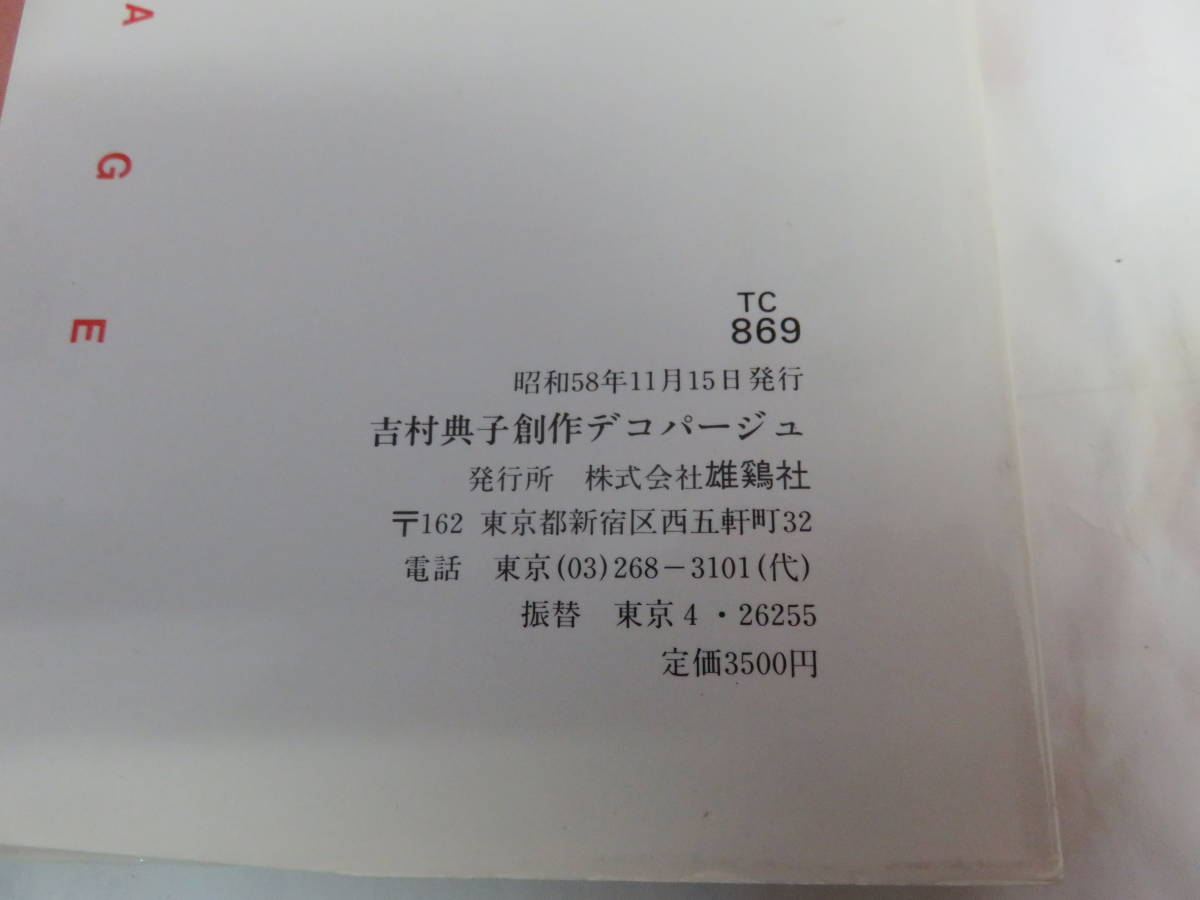 A
G
E
TC
869
昭和58年11月15日発行
吉村典子創作デコパージュ
発行所　株式会社雄鷄社
〒162 東京都新宿区西五軒町32
電話　東京(03)268−3101(代)
振替　東京4・26255
定価3500円